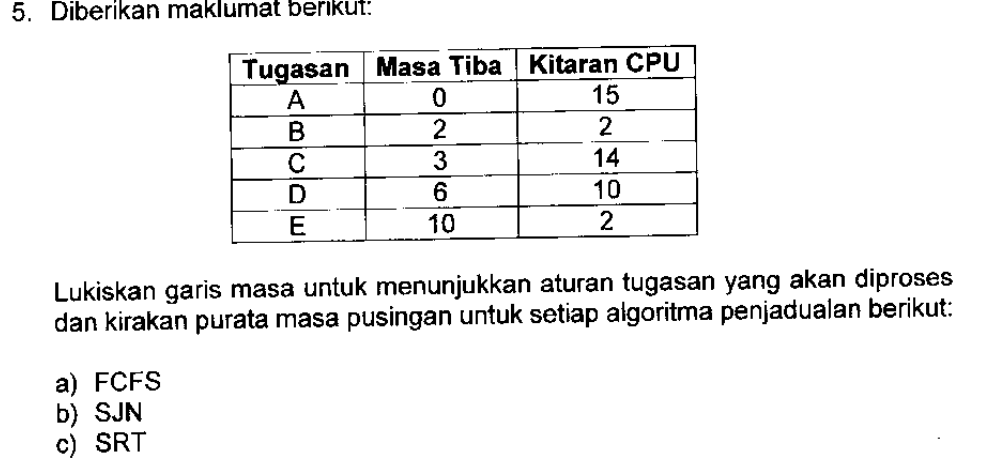 5. Diberikan maklumat berikut:
Tugasan Masa Tiba Kitaran CPU
A 0 15
B 2 2
C 3 14
D 6 10
E 10 2
Lukiskan garis masa untuk menunjukkan aturan tugasan yang akan diproses
dan kirakan purata masa pusingan untuk setiap algoritma penjadualan berikut:
a) FCFS
b) SJN
c) SRT